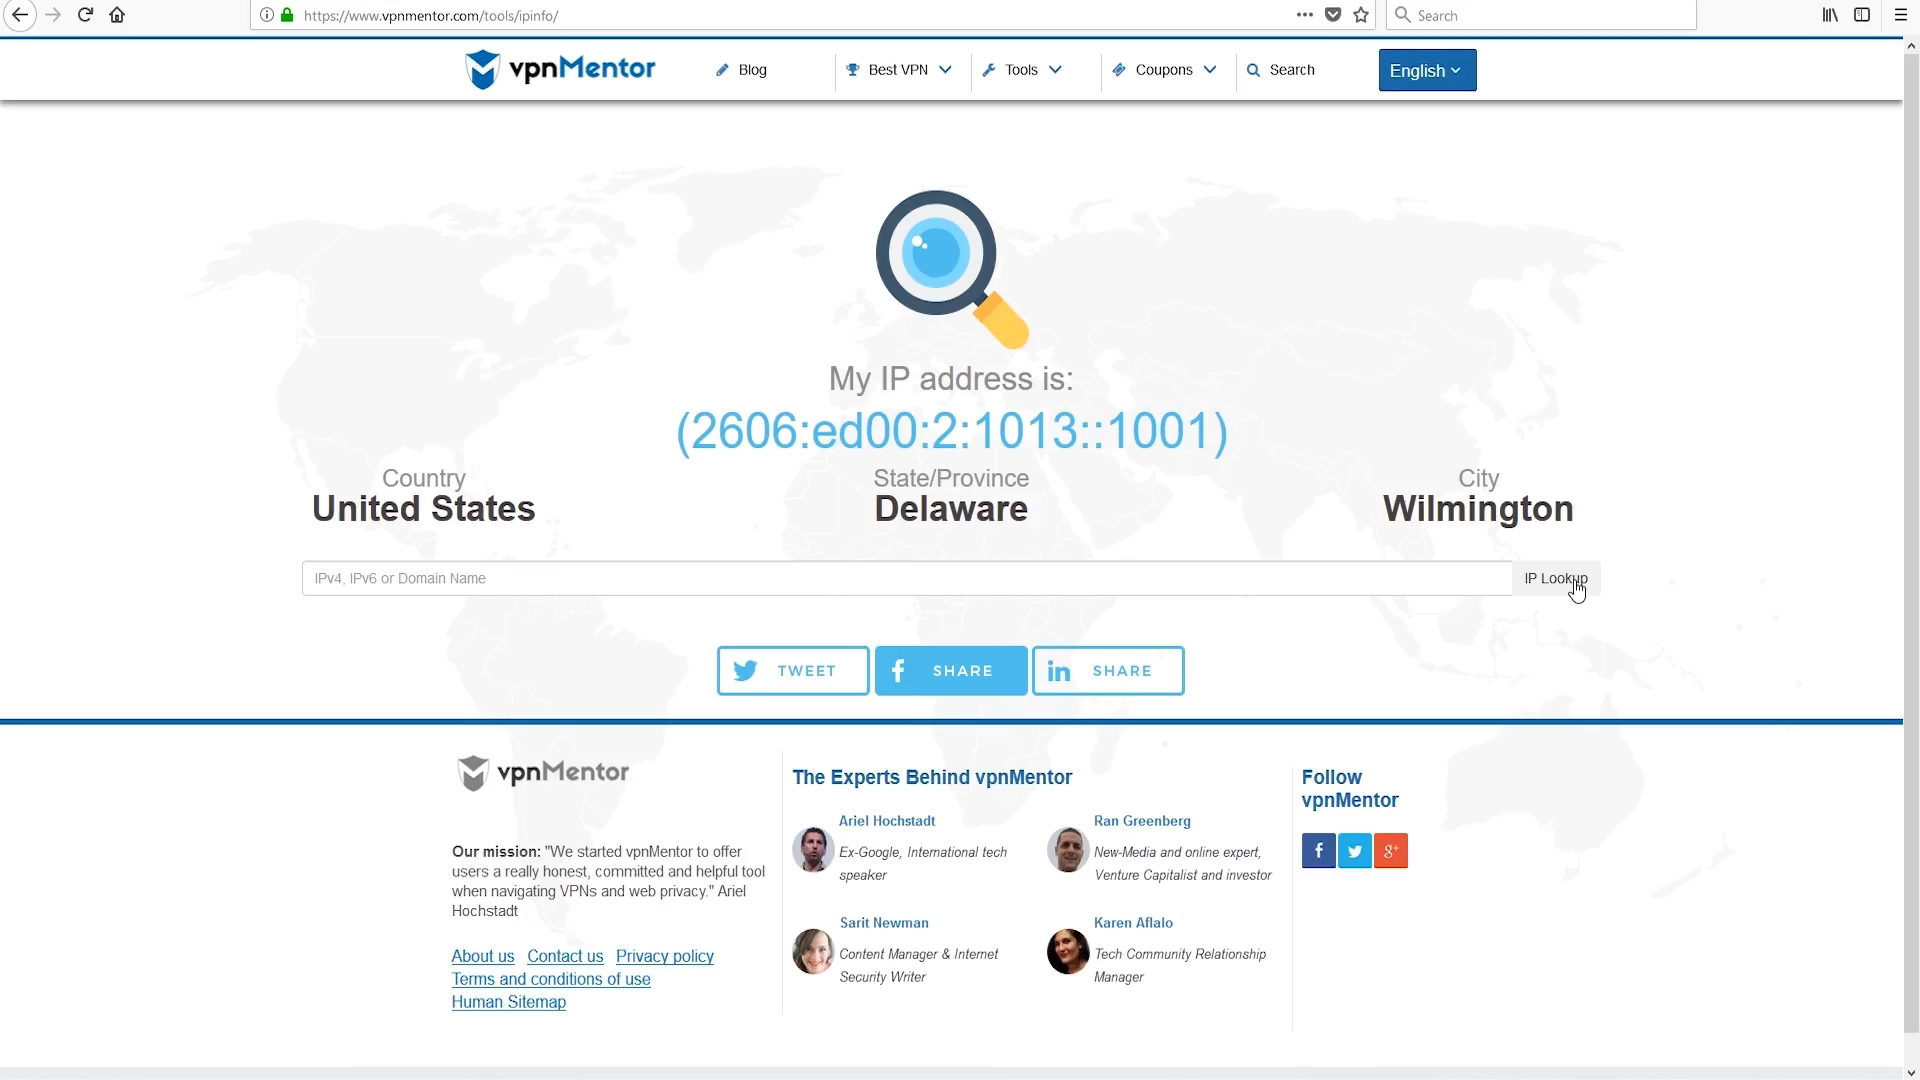 https://www.vpnmentor.com/tools/ipinfo/
Search
vpnMentor
Blog
Best VPN
Tools
Coupons
Search
English
My IP address is:
(2606:ed00:2:1013::1001)
Country
United States
State/Province
Delaware
City
Wilmington
IPv4, IPv6 or Domain Name
IP Lookup
TWEET
SHARE
SHARE
vpnMentor
Our mission: "We started vpnMentor to offer
users a really honest, committed and helpful tool
when navigating VPNs and web privacy." Ariel
Hochstadt
About us Contact us Privacy policy
Terms and conditions of use
Human Sitemap
The Experts Behind vpnMentor
Ariel Hochstadt
Ex-Google, International tech
speaker
Ran Greenberg
New-Media and online expert,
Venture Capitalist and investor
Sarit Newman
Content Manager & Internet
Security Writer
Karen Aflalo
Tech Community Relationship
Manager
Follow
vpnMentor